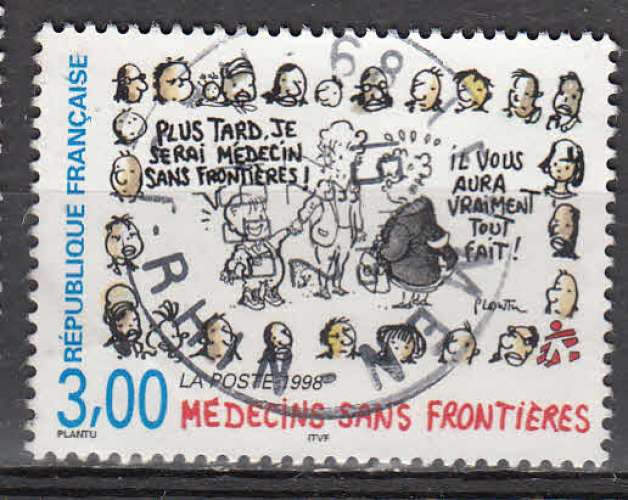 RÉPUBLIQUE FRANÇAISE
PLUS TARD, JE
SERAI MÉDECIN
SANS FRONTIÈRES !
iL VOUS
AURA
VRAIMENT
TOUT
FAIT !
PLANTU
3,00
LA POSTE 1998
MÉDECINS SANS FRONTIÈRES
PLANTU
ITVF
RHIN